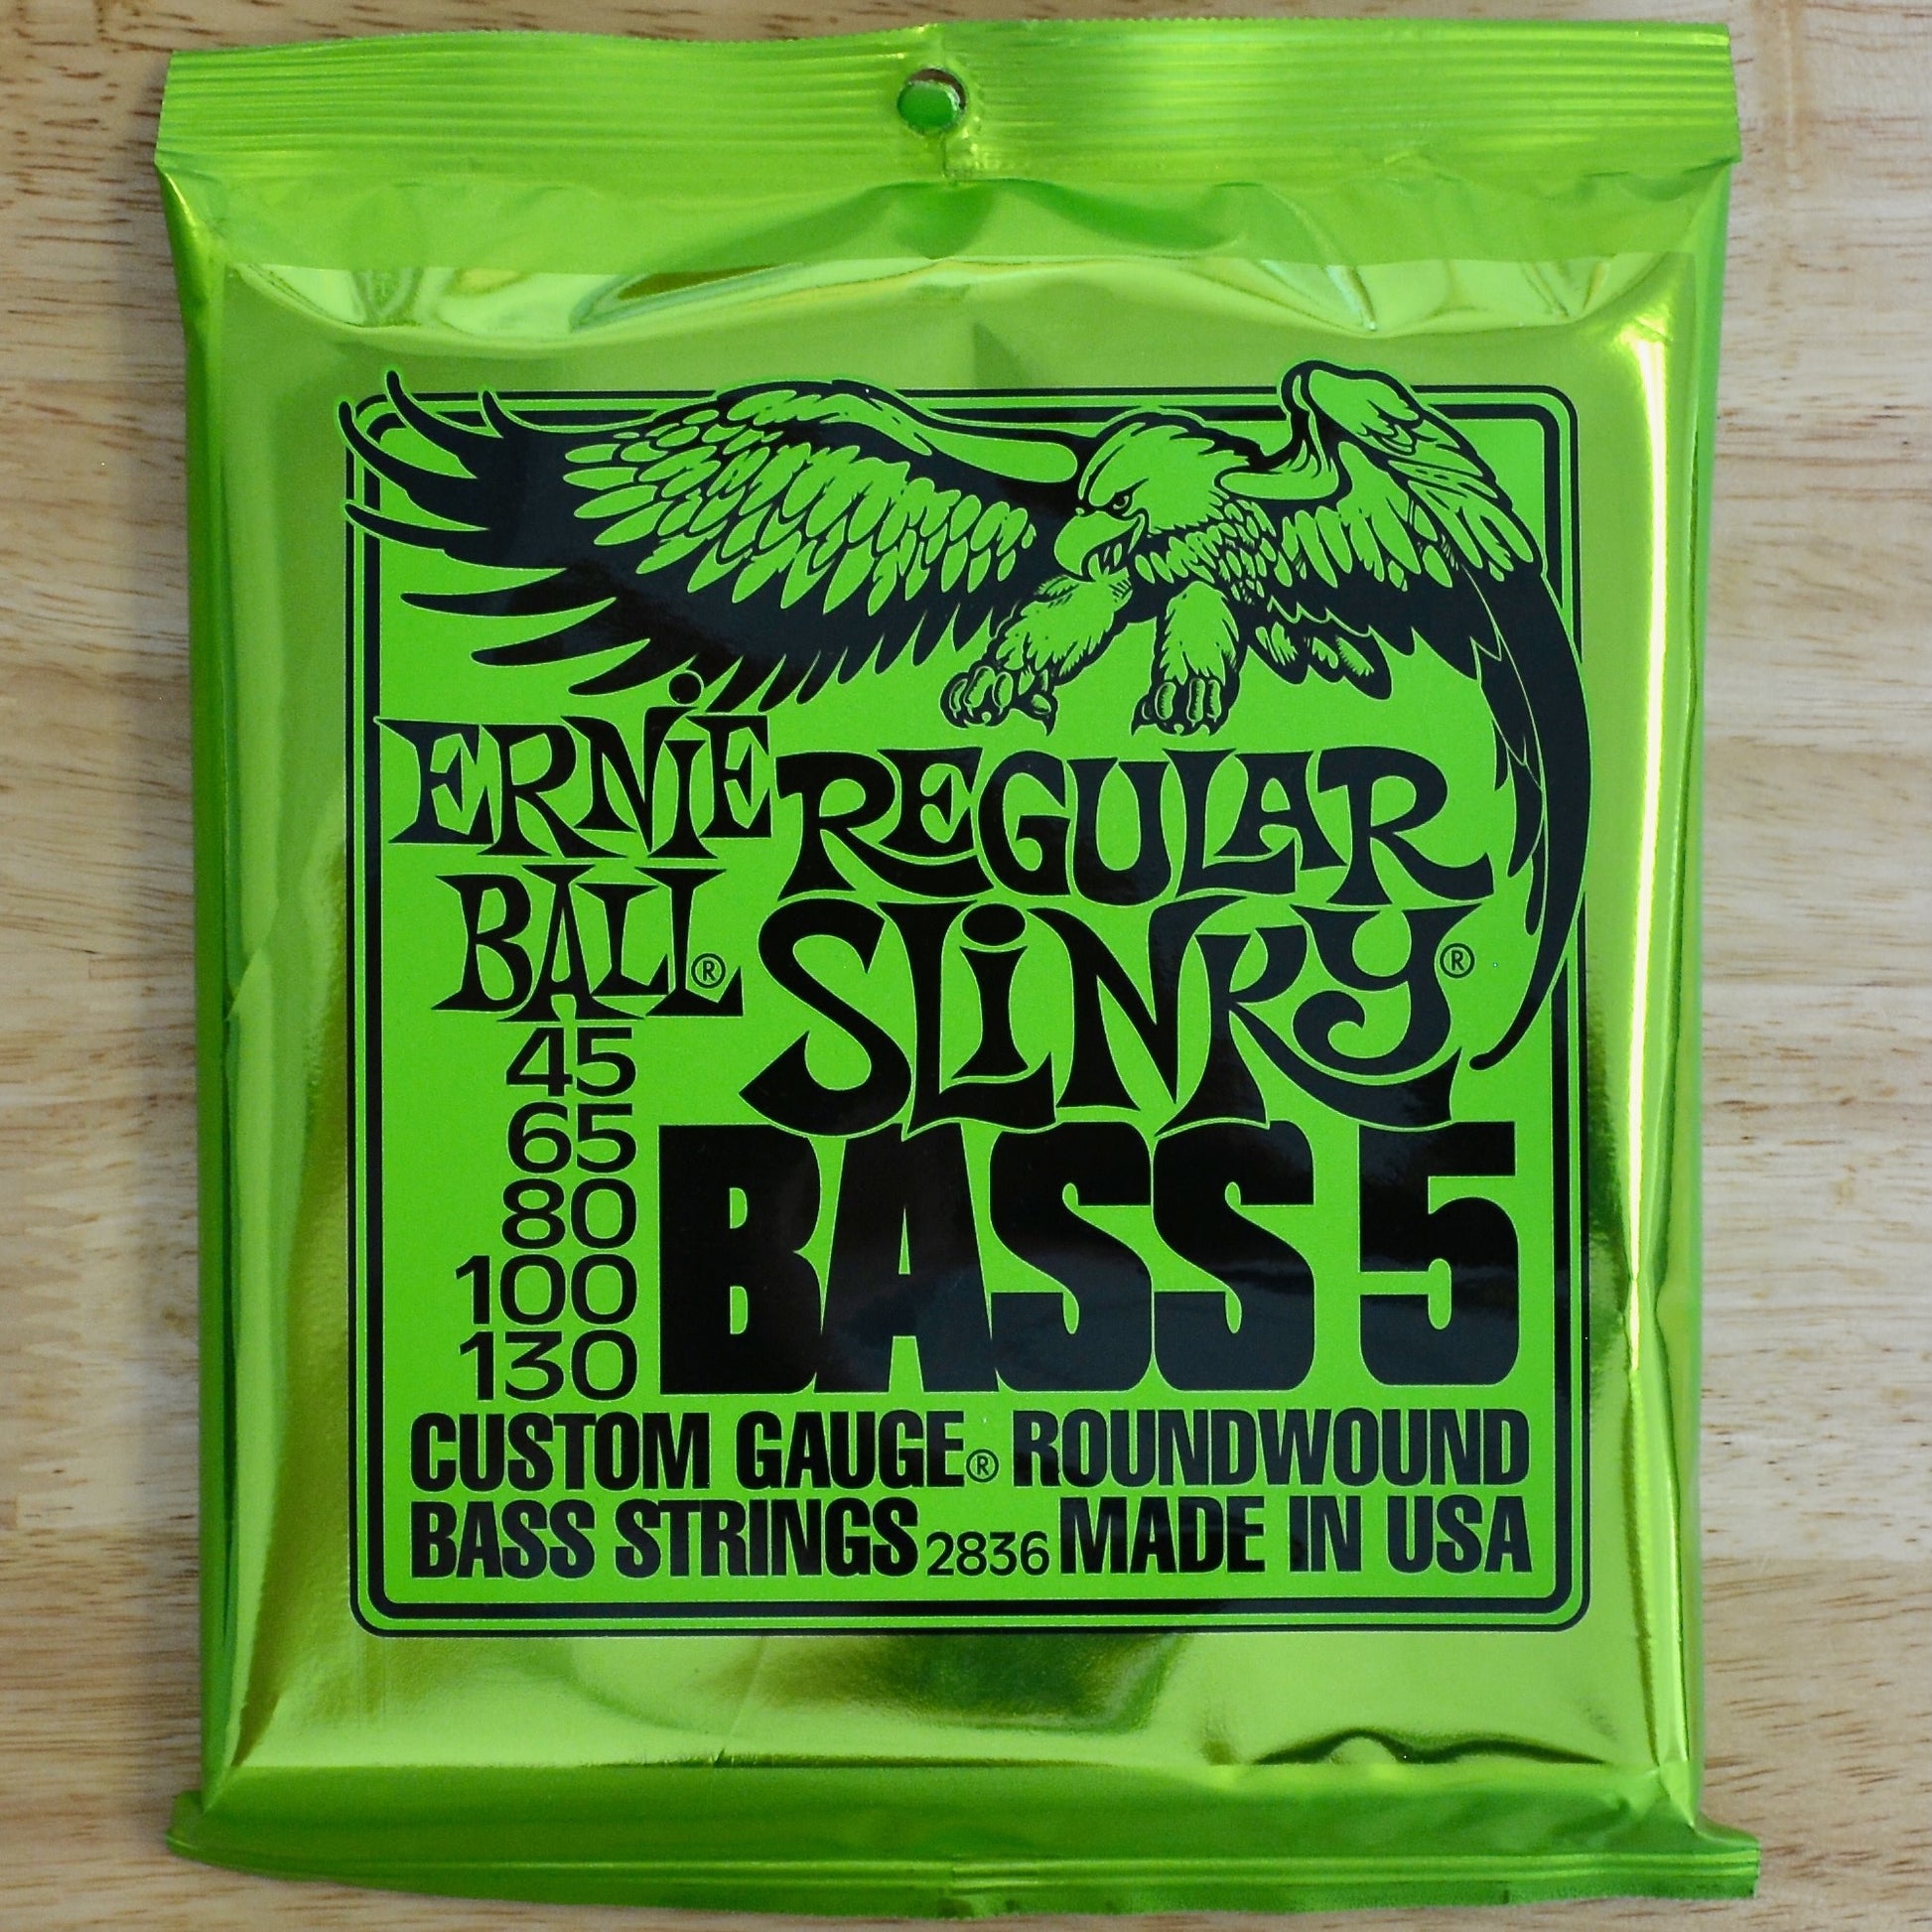 ERNIE
BALL®
REGULAR
SLINKY®
45
65
80
100
130
BASS 5
CUSTOM GAUGE® ROUNDWOUND
BASS STRINGS 2836 MADE IN USA